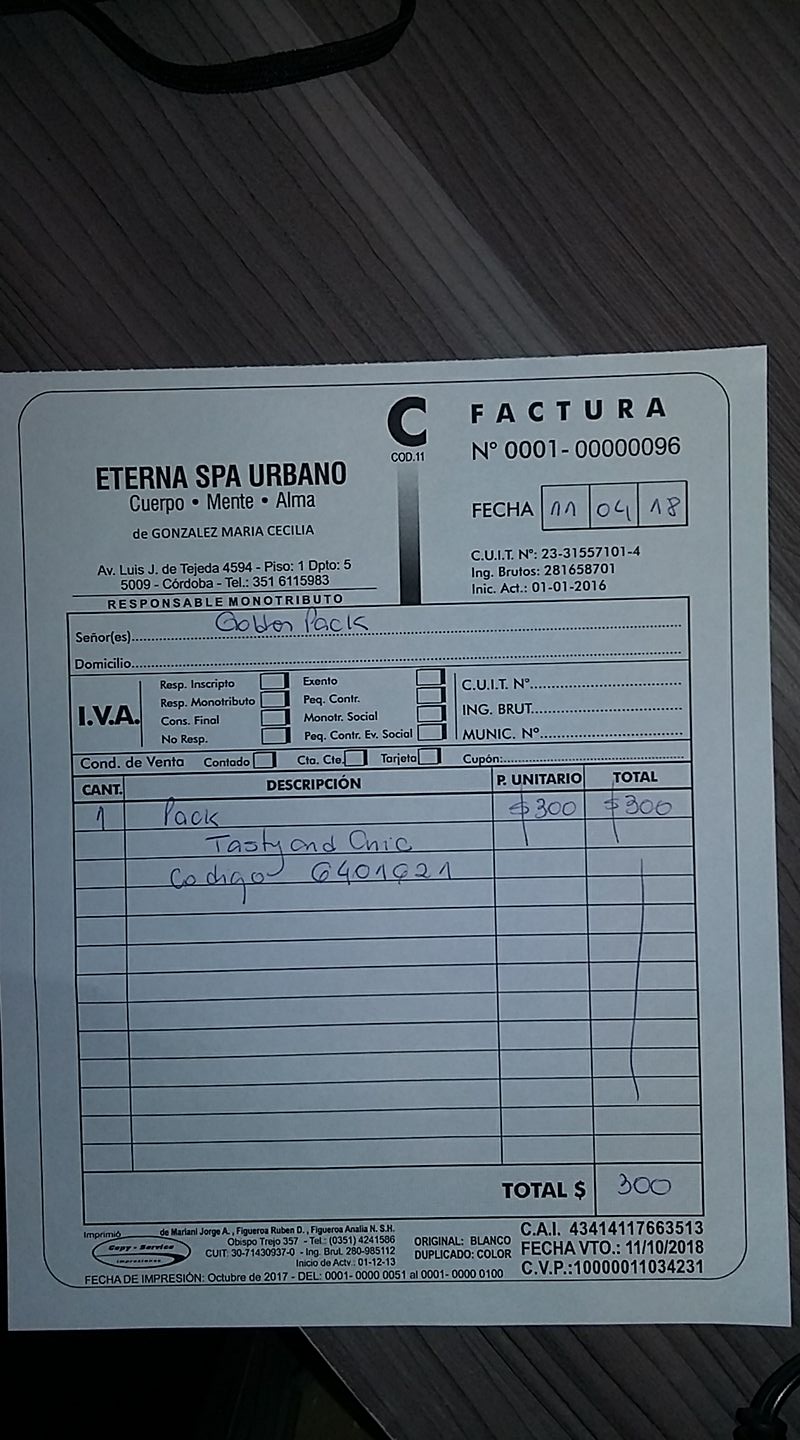 C
COD.11
FACTURA
Nº 0001-00000096
ETERNA SPA URBANO
Cuerpo • Mente • Alma
de GONZALEZ MARIA CECILIA
FECHA 11 04 18
Av. Luis J. de Tejeda 4594 - Piso: 1 Dpto: 5
5009 - Córdoba - Tel.: 351 6115983
RESPONSABLE MONOTRIBUTO
C.U.I.T. Nº: 23-31557101-4
Ing. Brutos: 281658701
Inic. Act.: 01-01-2016
Señor(es) Pack
Domicilio
I.V.A.
Resp. Inscripto
Resp. Monotributo
Cons. Final
No Resp.
Exento
Peq. Contr.
Monotr. Social
Peq. Contr. Ev. Social
C.U.I.T. Nº
ING. BRUT.
MUNIC. Nº
Cond. de Venta Contado Cta. Cte. Tarjeta Cupón:
CANT. DESCRIPCIÓN P. UNITARIO TOTAL
1 Pack $300 $300
Tasty and Chic
Codigo
TOTAL $ 300
Imprimió
Copy - Service
Impresiones
de Mariani Jorge A., Figueroa Ruben D., Figueroa Analia N. S.H.
Obispo Trejo 357 - Tel.: (0351) 4241586
CUIT: 30-71430937-0 - Ing. Brut. 280-985112
Inicio de Actv.: 01-12-13
FECHA DE IMPRESIÓN: Octubre de 2017 - DEL: 0001- 0000 0051 al 0001- 0000 0100
ORIGINAL: BLANCO
DUPLICADO: COLOR
C.A.I. 43414117663513
FECHA VTO.: 11/10/2018
C.V.P.:10000011034231